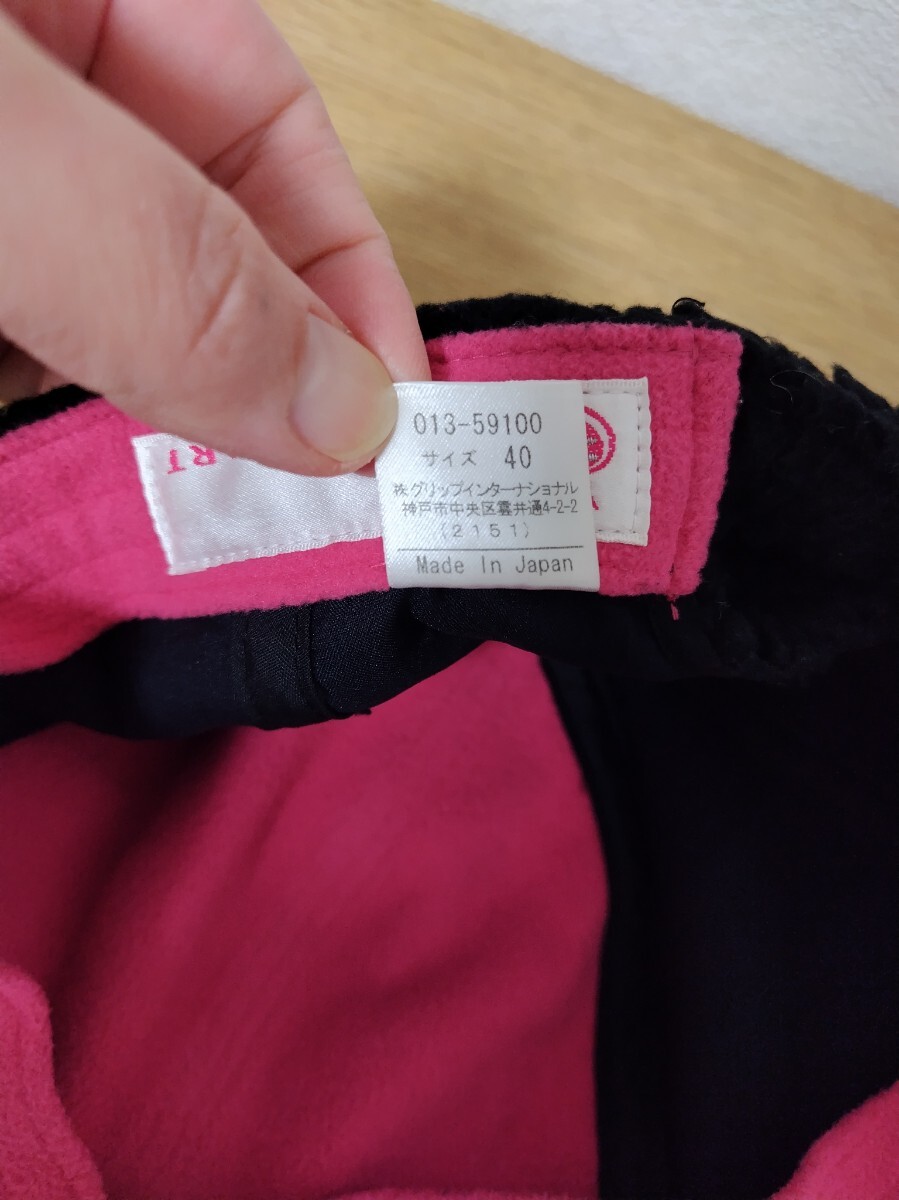 013-59100
サイズ 40
㈱グリップインターナショナル
神戸市中央区雲井通4-2-2
(2151)
Made In Japan